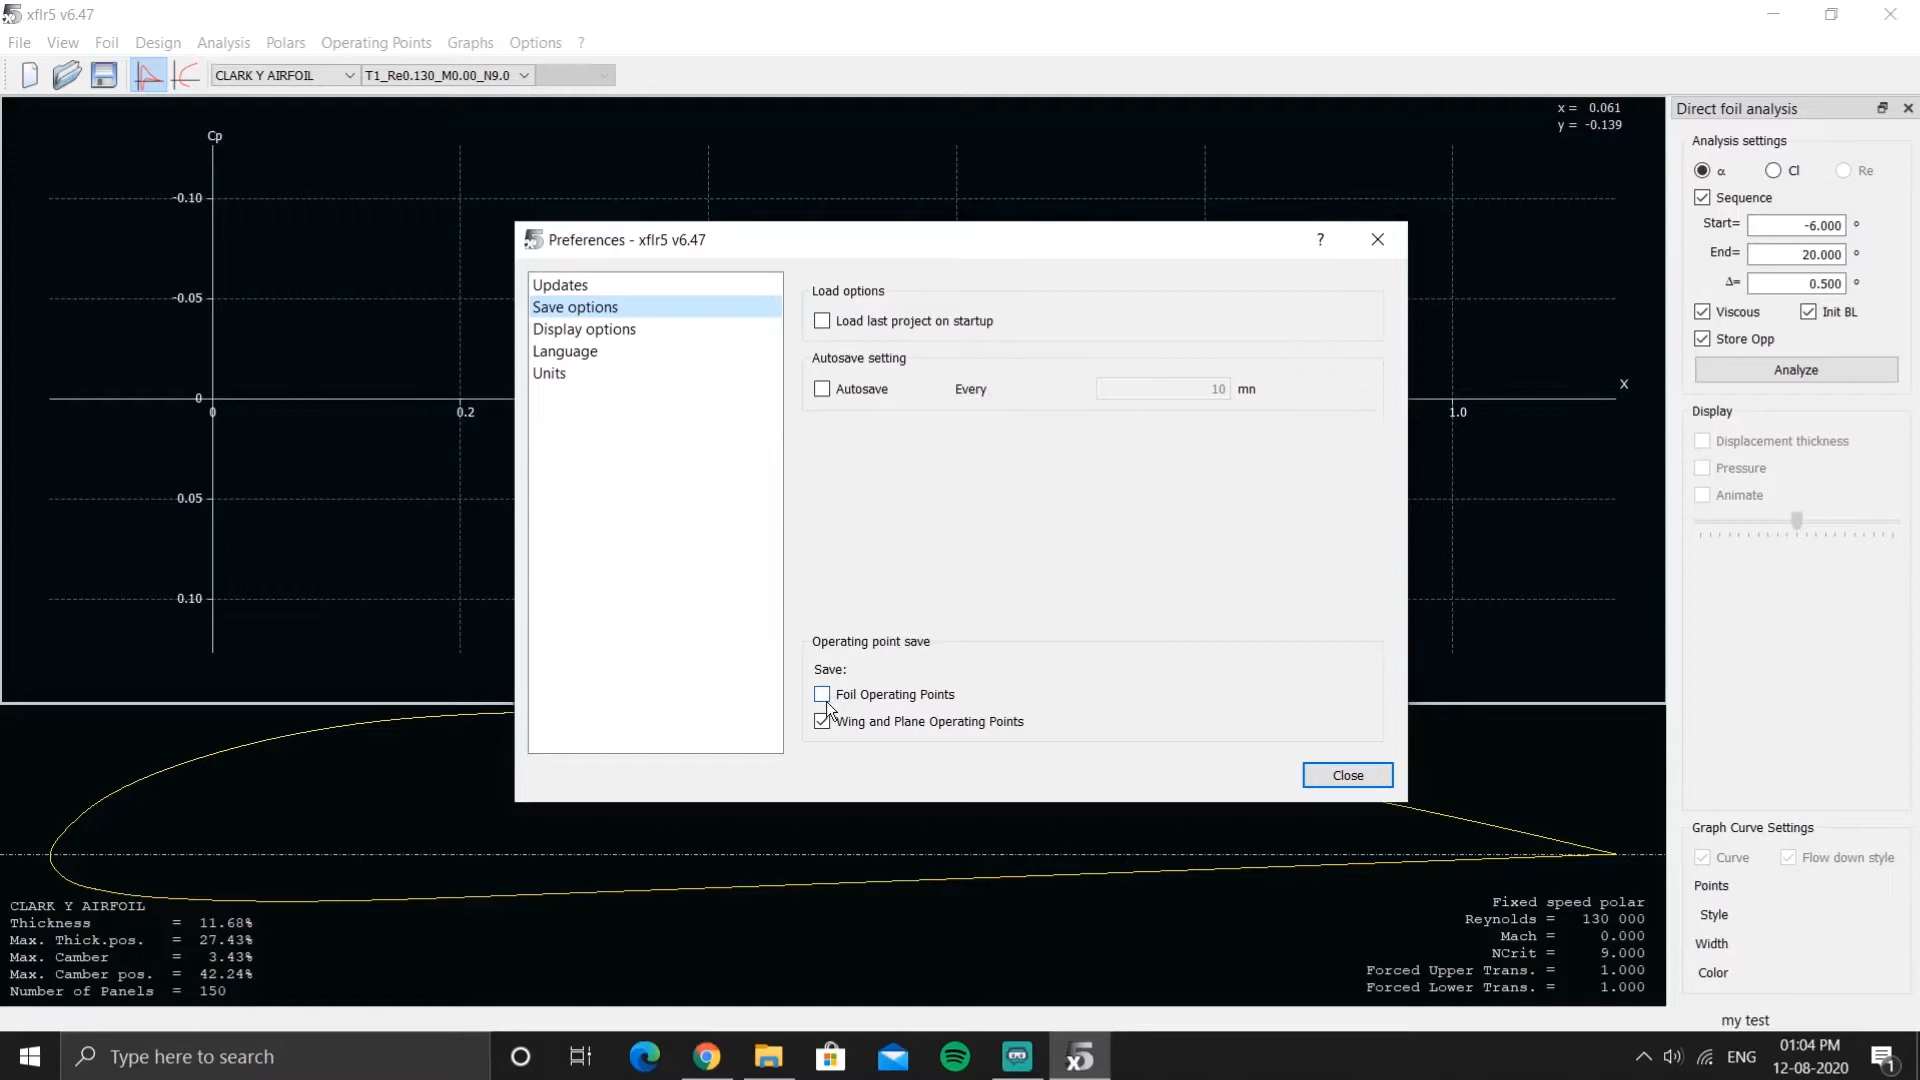 xflr5 v6.47
File View Foil Design Analysis Polars Operating Points Graphs Options ?
CLARK Y AIRFOIL T1_Re0.130_M0.00_N9.0
x = 0.061
y = -0.139
Cp
-0.10
-0.05
0
0.05
0.10
0 0.2 1.0
X
Preferences - xflr5 v6.47 ?
Updates
Save options
Display options
Language
Units
Load options
Load last project on startup
Autosave setting
Autosave Every 10 mn
Operating point save
Save:
Foil Operating Points
Wing and Plane Operating Points
Close
Direct foil analysis
Analysis settings
α Cl Re
Sequence
Start= -6.000 °
End= 20.000 °
Δ= 0.500 °
Viscous Init BL
Store Opp
Analyze
Display
Displacement thickness
Pressure
Animate
Graph Curve Settings
Curve Flow down style
Points
Style
Width
Color
CLARK Y AIRFOIL
Thickness = 11.68%
Max. Thick.pos. = 27.43%
Max. Camber = 3.43%
Max. Camber pos. = 42.24%
Number of Panels = 150
Fixed speed polar
Reynolds = 130 000
Mach = 0.000
NCrit = 9.000
Forced Upper Trans. = 1.000
Forced Lower Trans. = 1.000
my test
Type here to search
ENG
01:04 PM
12-08-2020
1